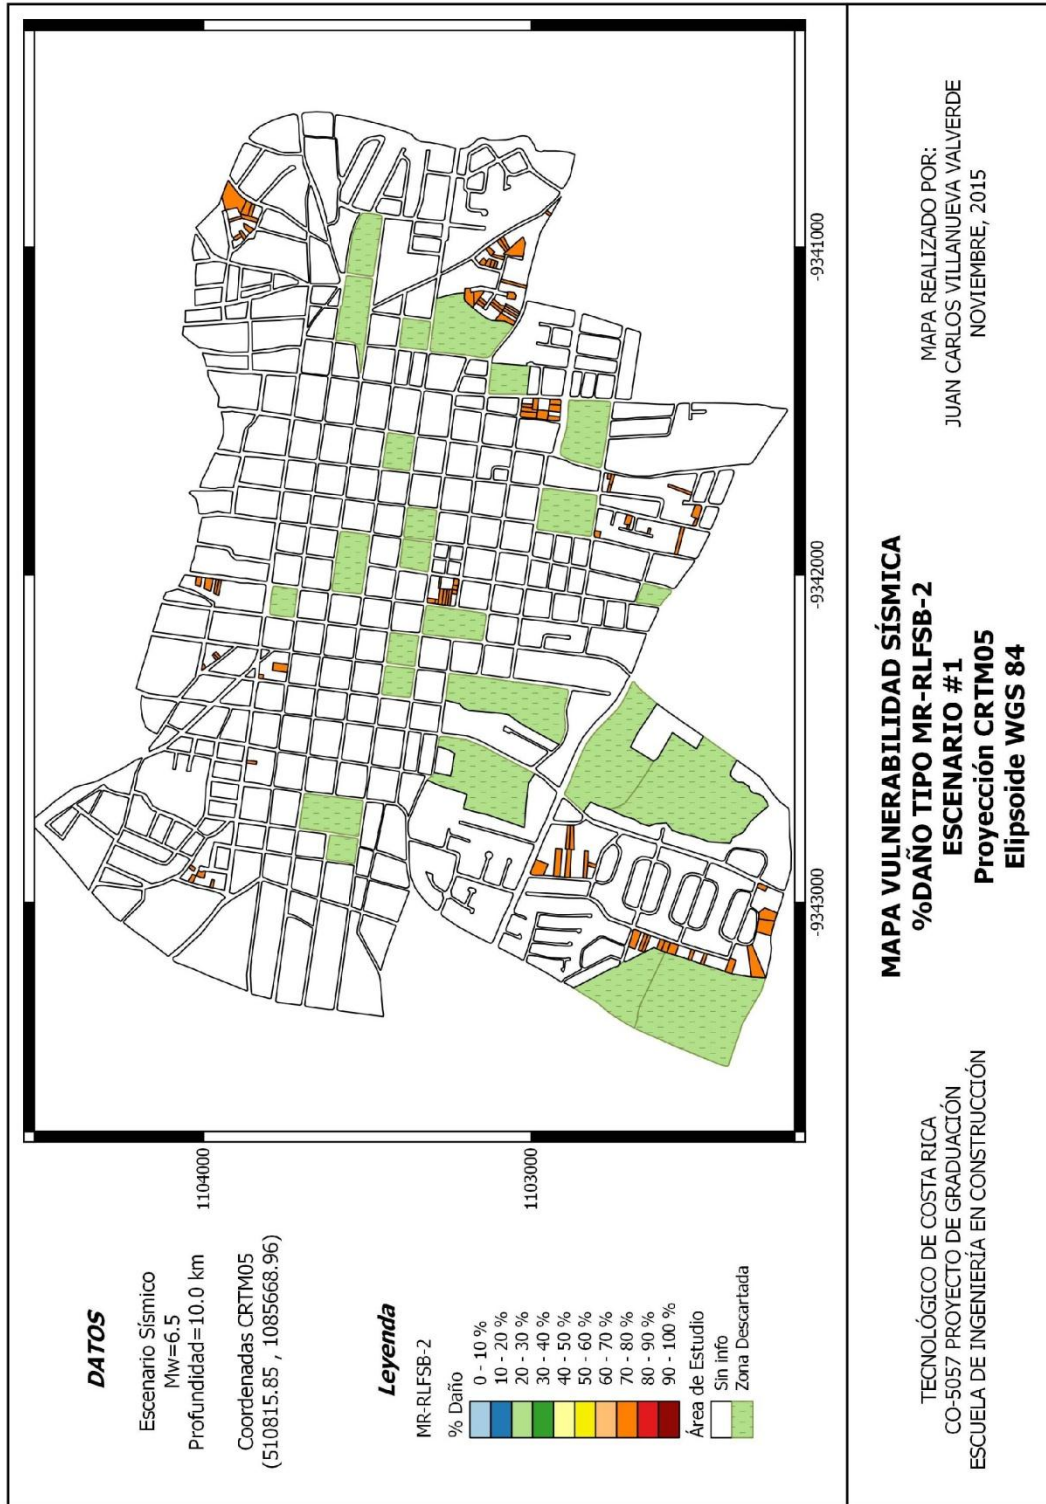 DATOS
Escenario Sísmico
Mw=6.5
Profundidad=10.0 km
Coordenadas CRTM05
(510815.85 , 1085668.96)
Leyenda
MR-RLFSB-2
% Daño
0 - 10 %
10 - 20 %
20 - 30 %
30 - 40 %
40 - 50 %
50 - 60 %
60 - 70 %
70 - 80 %
80 - 90 %
90 - 100 %
Área de Estudio
Sin info
Zona Descartada
1104000
1103000
-9343000
-9342000
-9341000
TECNOLÓGICO DE COSTA RICA
CO-5057 PROYECTO DE GRADUACIÓN
ESCUELA DE INGENIERÍA EN CONSTRUCCIÓN
MAPA VULNERABILIDAD SÍSMICA
%DAÑO TIPO MR-RLFSB-2
ESCENARIO #1
Proyección CRTM05
Elipsoide WGS 84
MAPA REALIZADO POR:
JUAN CARLOS VILLANUEVA VALVERDE
NOVIEMBRE, 2015